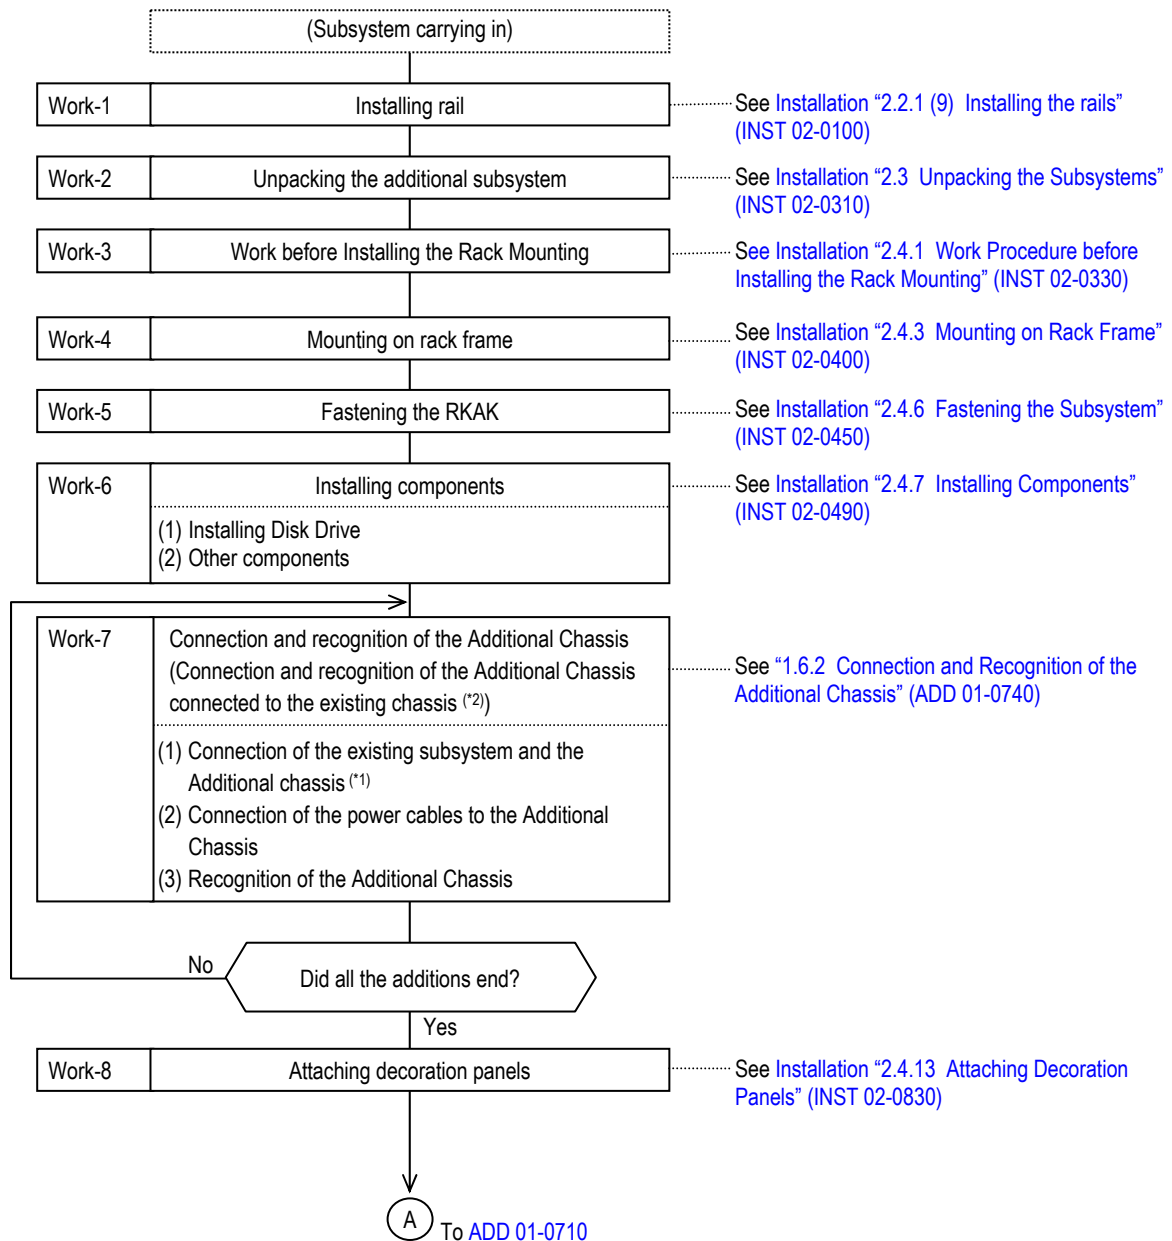 (Subsystem carrying in)
Work-1
Installing rail
See Installation “2.2.1 (9)  Installing the rails”
(INST 02-0100)
Work-2
Unpacking the additional subsystem
See Installation “2.3  Unpacking the Subsystems”
(INST 02-0310)
Work-3
Work before Installing the Rack Mounting
See Installation “2.4.1  Work Procedure before
Installing the Rack Mounting” (INST 02-0330)
Work-4
Mounting on rack frame
See Installation “2.4.3  Mounting on Rack Frame”
(INST 02-0400)
Work-5
Fastening the RKAK
See Installation “2.4.6  Fastening the Subsystem”
(INST 02-0450)
Work-6
Installing components
See Installation “2.4.7  Installing Components”
(INST 02-0490)
(1) Installing Disk Drive
(2) Other components
Work-7
Connection and recognition of the Additional Chassis
(Connection and recognition of the Additional Chassis
connected to the existing chassis (*2))
See “1.6.2  Connection and Recognition of the
Additional Chassis” (ADD 01-0740)
(1) Connection of the existing subsystem and the
Additional chassis (*1)
(2) Connection of the power cables to the Additional
Chassis
(3) Recognition of the Additional Chassis
No
Did all the additions end?
Yes
Work-8
Attaching decoration panels
See Installation “2.4.13  Attaching Decoration
Panels” (INST 02-0830)
A
To ADD 01-0710